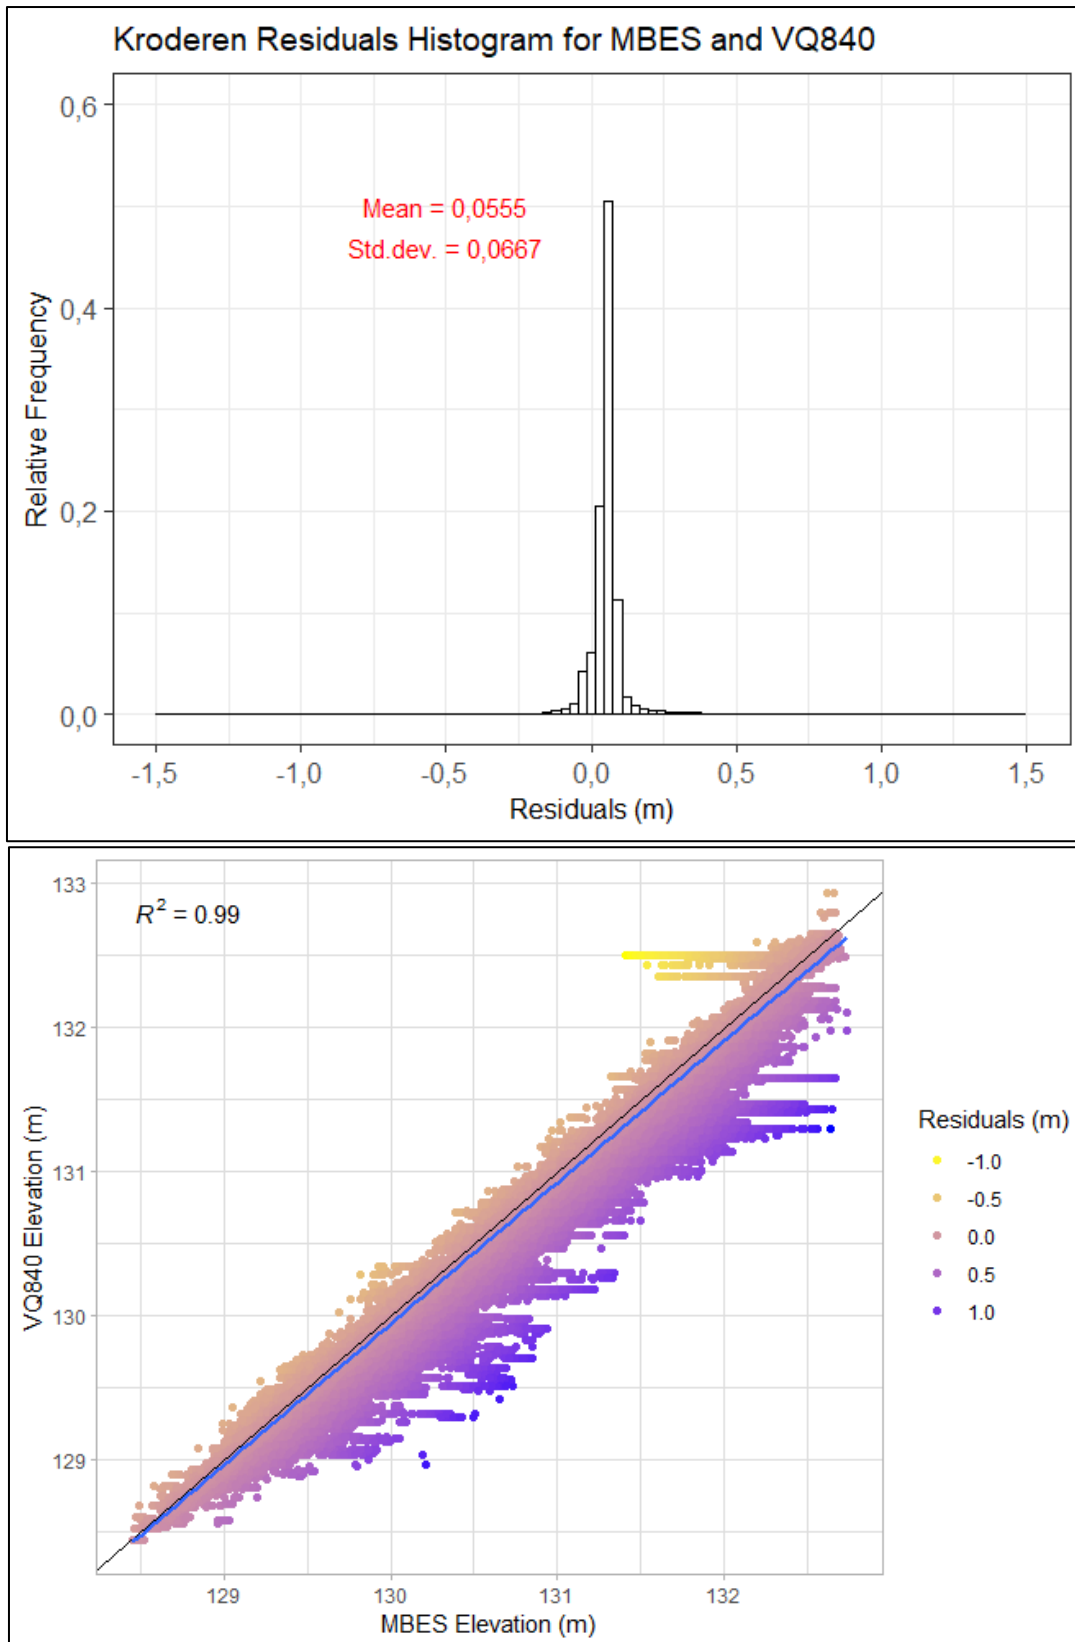 Kroderen Residuals Histogram for MBES and VQ840
0,6
Mean = 0,0555
Std.dev. = 0,0667
0,4
Relative Frequency
0,2
0,0
-1,5 -1,0 -0,5 0,0 0,5 1,0 1,5
Residuals (m)
133
R² = 0.99
132
131
VQ840 Elevation (m)
130
129
129 130 131 132
MBES Elevation (m)
Residuals (m)
-1.0
-0.5
0.0
0.5
1.0